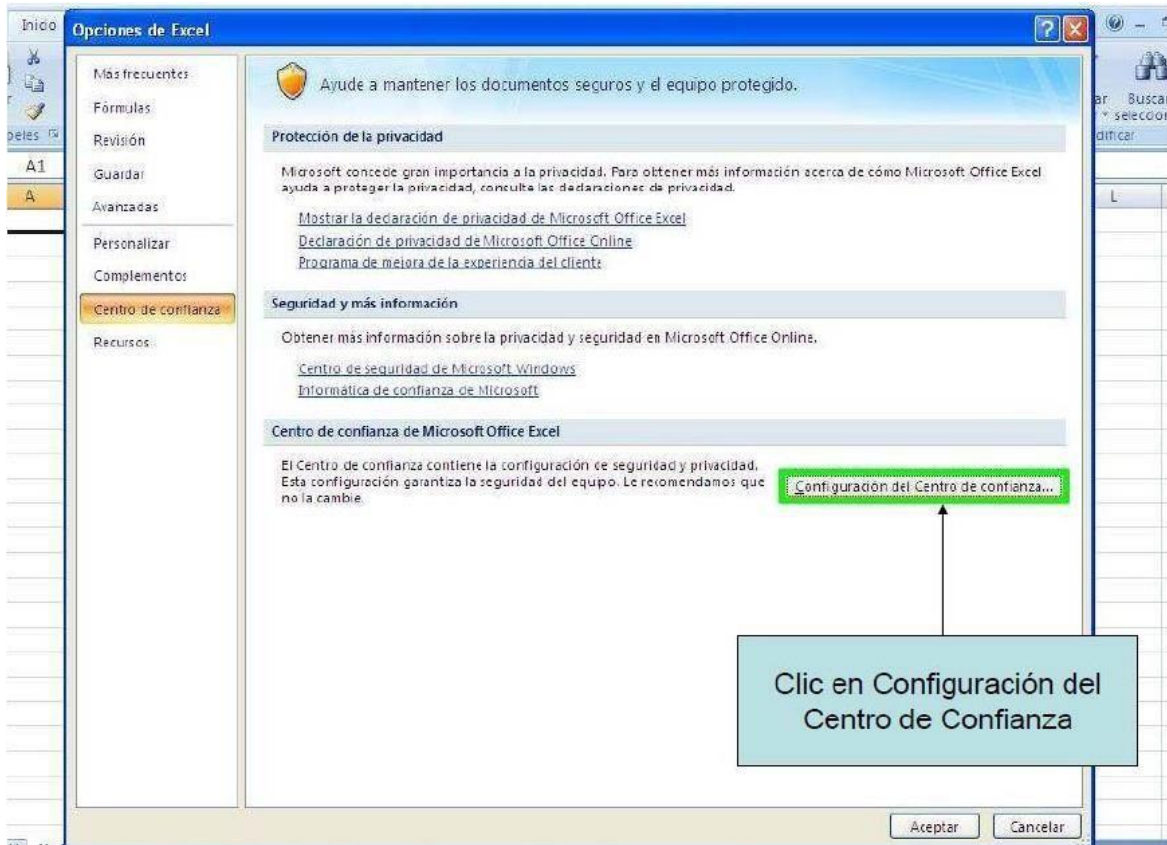 Inicio
Opciones de Excel
A1
A
L
Más frecuentes
Fórmulas
Revisión
Guardar
Avanzadas
Personalizar
Complementos
Centro de confianza
Recursos
Ayude a mantener los documentos seguros y el equipo protegido.
Protección de la privacidad
Microsoft concede gran importancia a la privacidad. Para obtener más información acerca de cómo Microsoft Office Excel
ayuda a proteger la privacidad, consulte las declaraciones de privacidad.
Mostrar la declaración de privacidad de Microsoft Office Excel
Declaración de privacidad de Microsoft Office Online
Programa de mejora de la experiencia del cliente
Seguridad y más información
Obtener más información sobre la privacidad y seguridad en Microsoft Office Online.
Centro de seguridad de Microsoft Windows
Informática de confianza de Microsoft
Centro de confianza de Microsoft Office Excel
El Centro de confianza contiene la configuración de seguridad y privacidad.
Esta configuración garantiza la seguridad del equipo. Le recomendamos que
no la cambie.
Configuración del Centro de confianza...
Clic en Configuración del
Centro de Confianza
Aceptar
Cancelar